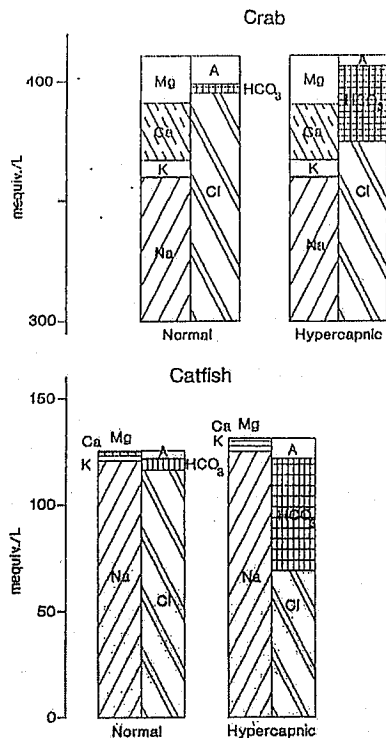 Crab
400
mequiv./L
300
Mg
Ca
K
Na
A
HCO3
Cl
Normal
Mg
Ca
K
Na
A
HCO3
Cl
Hypercapnic
Catfish
150
100
50
0
mequiv./L
Ca Mg
K
Na
A
HCO3
Cl
Normal
Ca Mg
K
Na
A
HCO3
Cl
Hypercapnic